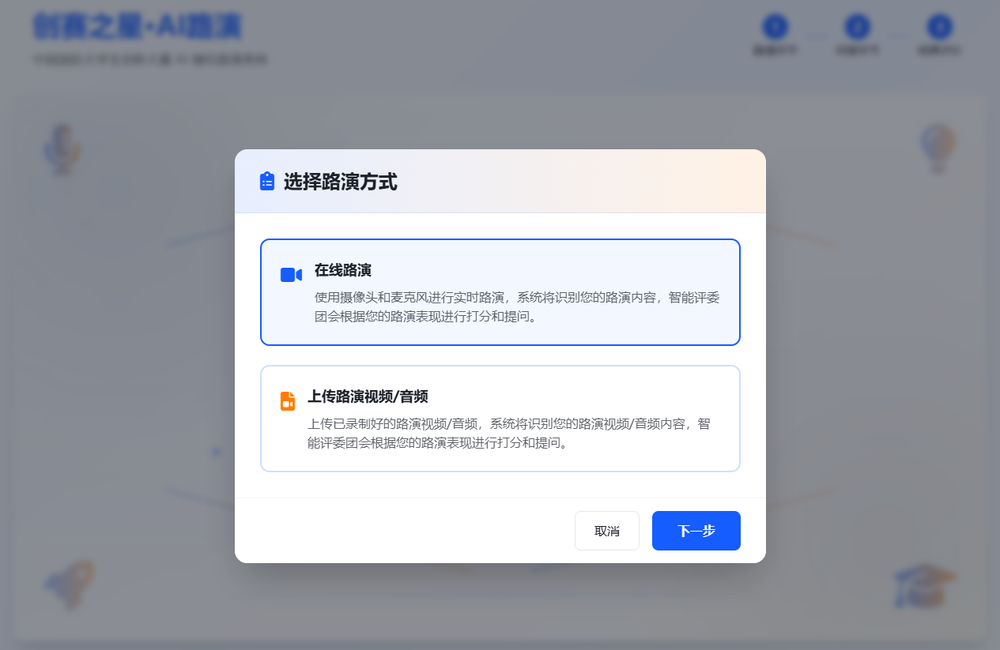 创赛之星·AI路演
选择路演方式
在线路演
使用摄像头和麦克风进行实时路演，系统将识别您的路演内容，智能评委
团会根据您的路演表现进行打分和提问。
上传路演视频/音频
上传已录制好的路演视频/音频，系统将识别您的路演视频/音频内容，智
能评委团会根据您的路演表现进行打分和提问。
取消
下一步